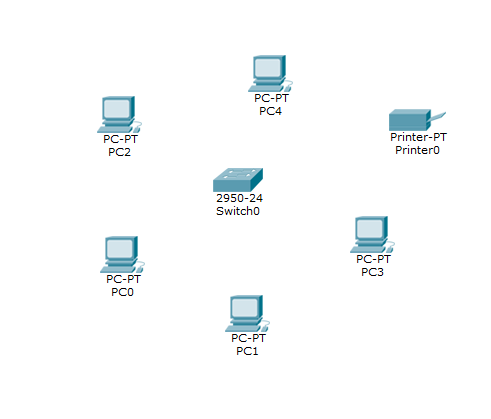 PC-PT
PC4
PC-PT
PC2
Printer-PT
Printer0
2950-24
Switch0
PC-PT
PC3
PC-PT
PC0
PC-PT
PC1